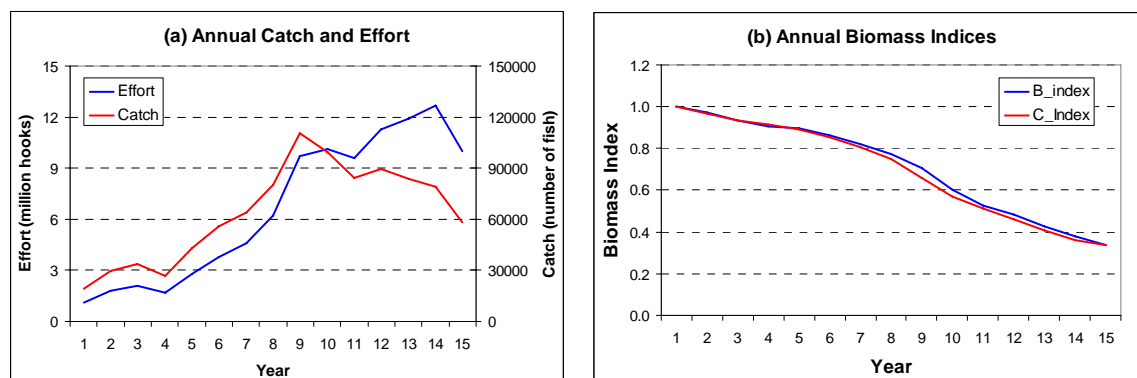 (a) Annual Catch and Effort
15
12
9
6
3
0
Effort (million hooks)
Effort
Catch
150000
120000
90000
60000
30000
0
Catch (number of fish)
1 2 3 4 5 6 7 8 9 10 11 12 13 14 15
Year
(b) Annual Biomass Indices
1.2
1.0
0.8
0.6
0.4
0.2
0.0
Biomass Index
B_index
C_Index
1 2 3 4 5 6 7 8 9 10 11 12 13 14 15
Year